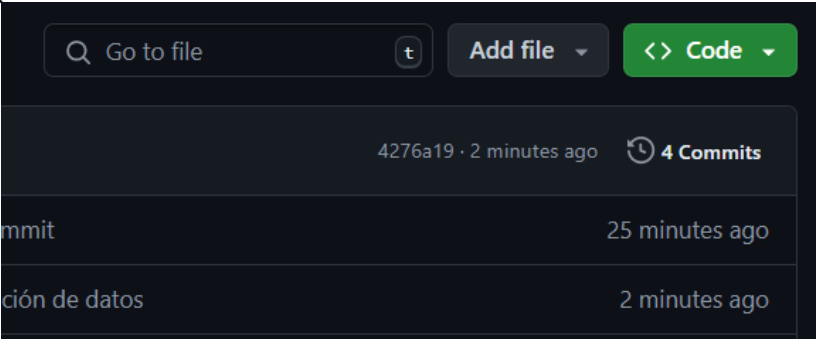 Go to file t Add file <> Code
4276a19 · 2 minutes ago 4 Commits
mmit 25 minutes ago
ción de datos 2 minutes ago